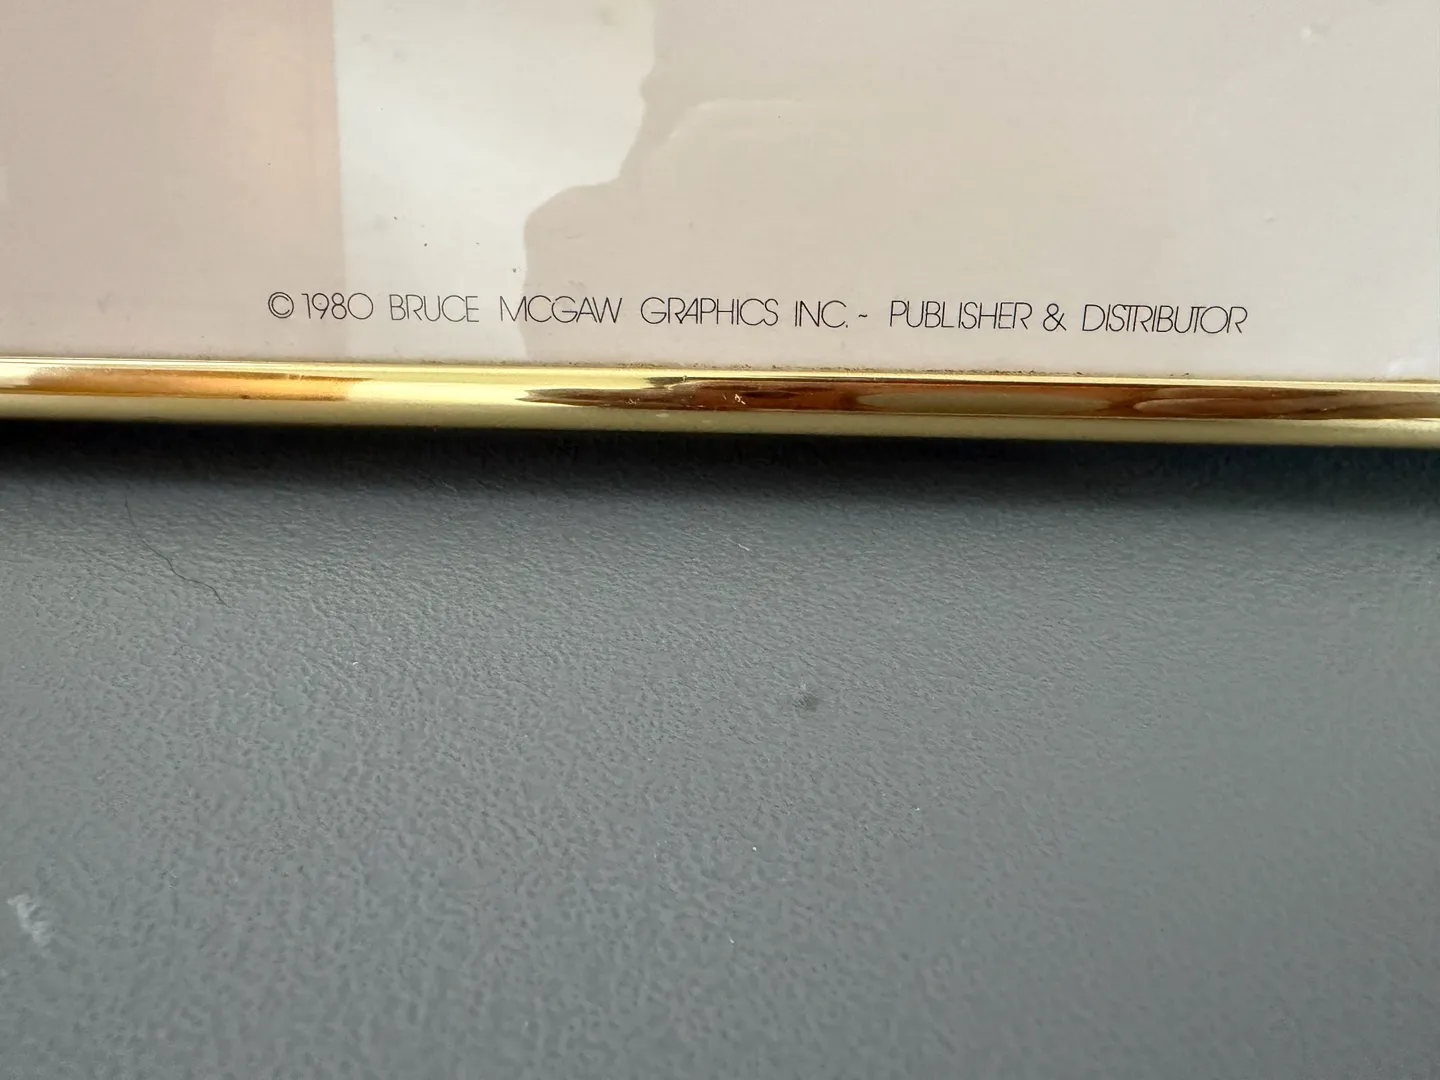 © 1980 BRUCE MCGAW GRAPHICS INC. ~ PUBLISHER & DISTRIBUTOR